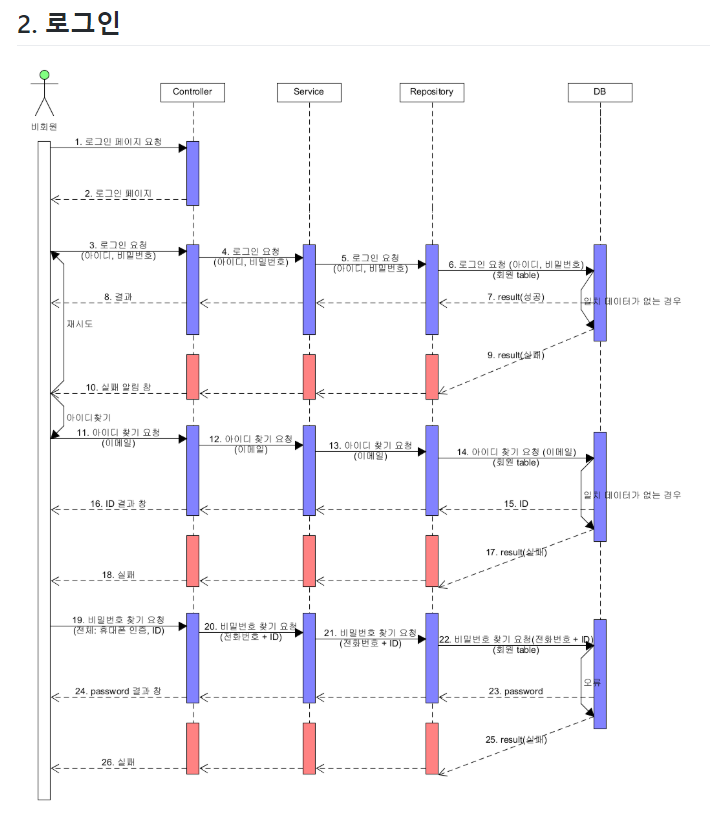 2. 로그인
Controller
Service
Repository
DB
비회원
1. 로그인 페이지 요청
2. 로그인 페이지
3. 로그인 요청
(아이디, 비밀번호)
4. 로그인 요청
(아이디, 비밀번호)
5. 로그인 요청
(아이디, 비밀번호)
6. 로그인 요청 (아이디, 비밀번호)
(회원 table)
8. 결과
7. result(성공)
일치 데이터가 없는 경우
재시도
9. result(실패)
10. 실패 알림 창
아이디찾기
11. 아이디 찾기 요청
(이메일)
12. 아이디 찾기 요청
(이메일)
13. 아이디 찾기 요청
(이메일)
14. 아이디 찾기 요청 (이메일)
(회원 table)
일치 데이터가 없는 경우
16. ID 결과 창
15. ID
17. result(실패)
18. 실패
19. 비밀번호 찾기 요청
(전제: 휴대폰 인증, ID)
20. 비밀번호 찾기 요청
(전화번호 + ID)
21. 비밀번호 찾기 요청
(전화번호 + ID)
22. 비밀번호 찾기 요청(전화번호 + ID)
(회원 table)
오류
24. password 결과 창
23. password
25. result(실패)
26. 실패